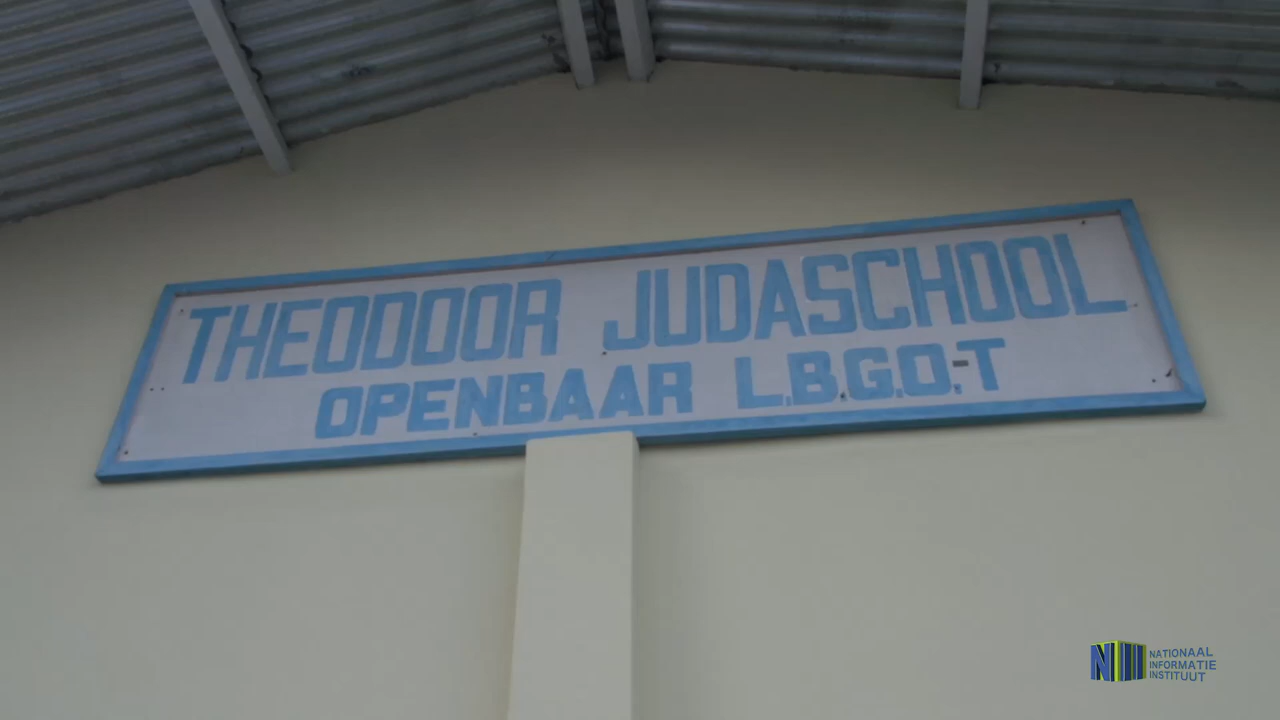 THEODOOR JUDASCHOOL
OPENBAAR L.B.G.O.-T
NATIONAAL
INFORMATIE
INSTITUUT